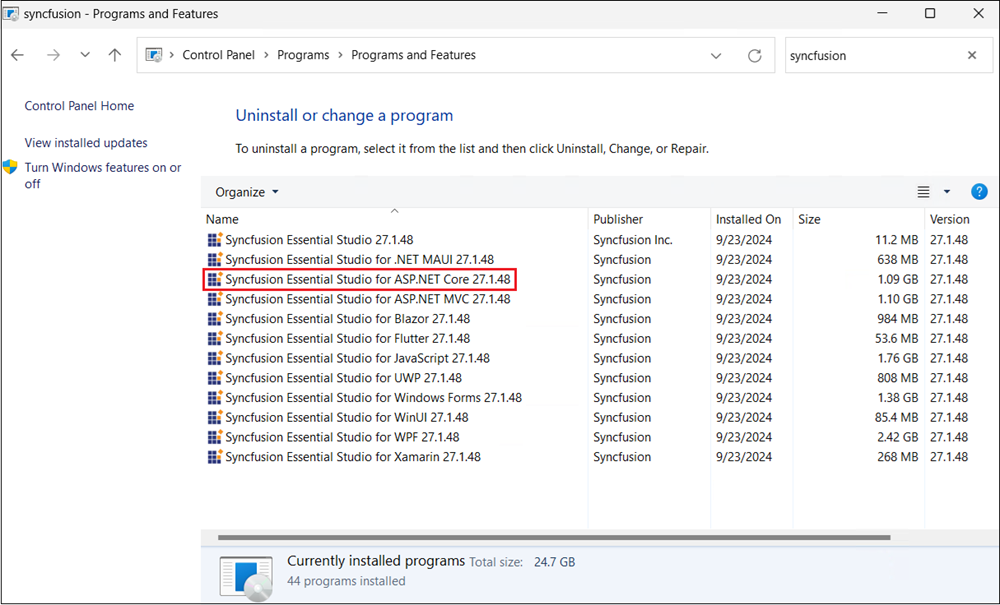 syncfusion - Programs and Features
Control Panel > Programs > Programs and Features
syncfusion
Control Panel Home
View installed updates
Turn Windows features on or
off
Uninstall or change a program
To uninstall a program, select it from the list and then click Uninstall, Change, or Repair.
Organize
?
Name Publisher Installed On Size Version
Syncfusion Essential Studio 27.1.48 Syncfusion Inc. 9/23/2024 11.2 MB 27.1.48
Syncfusion Essential Studio for .NET MAUI 27.1.48 Syncfusion 9/23/2024 638 MB 27.1.48
Syncfusion Essential Studio for ASP.NET Core 27.1.48 Syncfusion 9/23/2024 1.09 GB 27.1.48
Syncfusion Essential Studio for ASP.NET MVC 27.1.48 Syncfusion 9/23/2024 1.10 GB 27.1.48
Syncfusion Essential Studio for Blazor 27.1.48 Syncfusion 9/23/2024 984 MB 27.1.48
Syncfusion Essential Studio for Flutter 27.1.48 Syncfusion 9/23/2024 53.6 MB 27.1.48
Syncfusion Essential Studio for JavaScript 27.1.48 Syncfusion 9/23/2024 1.76 GB 27.1.48
Syncfusion Essential Studio for UWP 27.1.48 Syncfusion 9/23/2024 808 MB 27.1.48
Syncfusion Essential Studio for Windows Forms 27.1.48 Syncfusion 9/23/2024 1.38 GB 27.1.48
Syncfusion Essential Studio for WinUI 27.1.48 Syncfusion 9/23/2024 85.4 MB 27.1.48
Syncfusion Essential Studio for WPF 27.1.48 Syncfusion 9/23/2024 2.42 GB 27.1.48
Syncfusion Essential Studio for Xamarin 27.1.48 Syncfusion 9/23/2024 268 MB 27.1.48
Currently installed programs Total size: 24.7 GB
44 programs installed